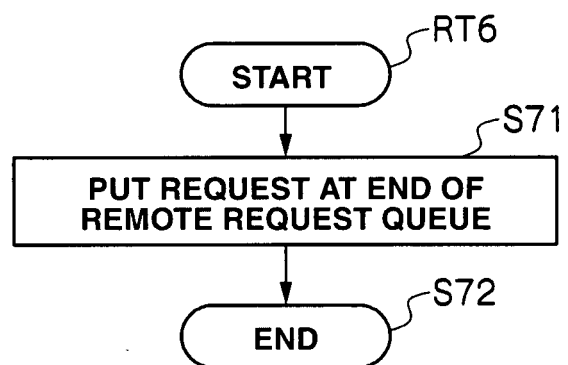 RT6
START
S71
PUT REQUEST AT END OF
REMOTE REQUEST QUEUE
S72
END